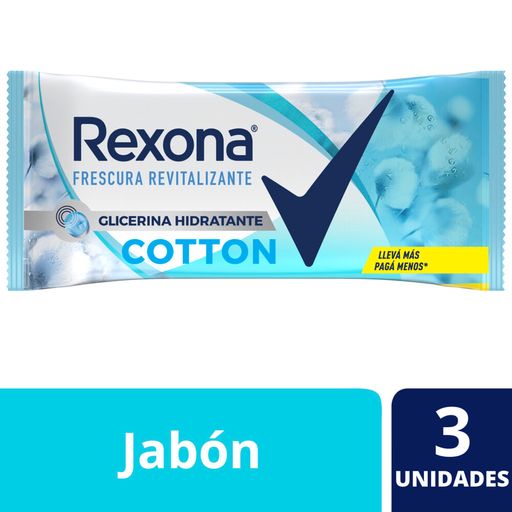 Rexona®
FRESCURA REVITALIZANTE
GLICERINA HIDRATANTE
COTTON
LLEVÁ MÁS
PAGÁ MENOS*
Jabón
3
UNIDADES